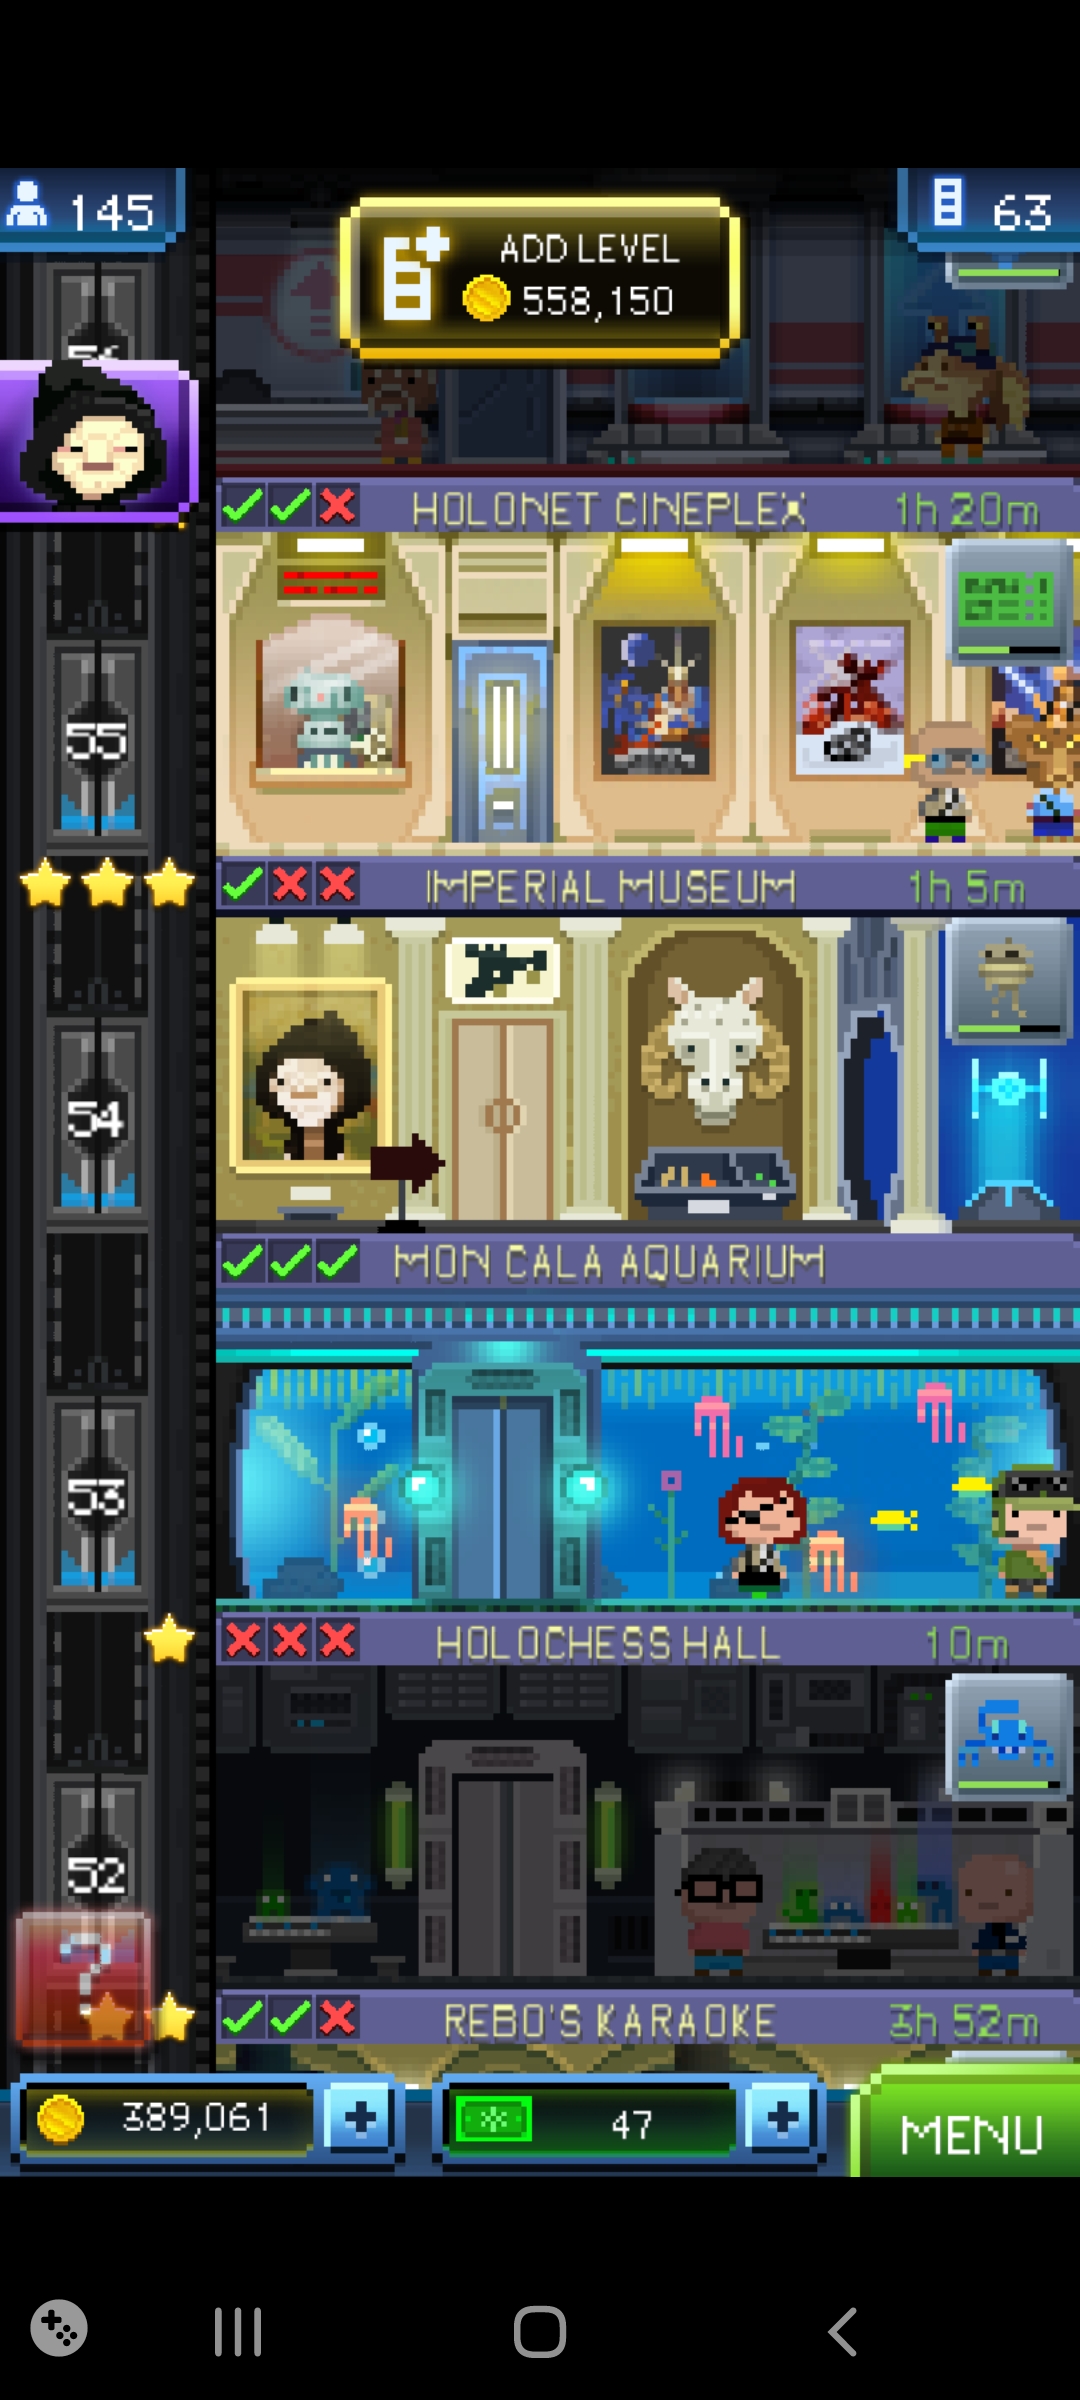 145
ADD LEVEL
558,150
63
HOLONET CINEPLEX 1h 20m
55
IMPERIAL MUSEUM 1h 5m
54
MON CALA AQUARIUM
53
HOLOCHESS HALL 10m
52
?
REBO'S KARAOKE 3h 52m
389,061 + 47 + MENU